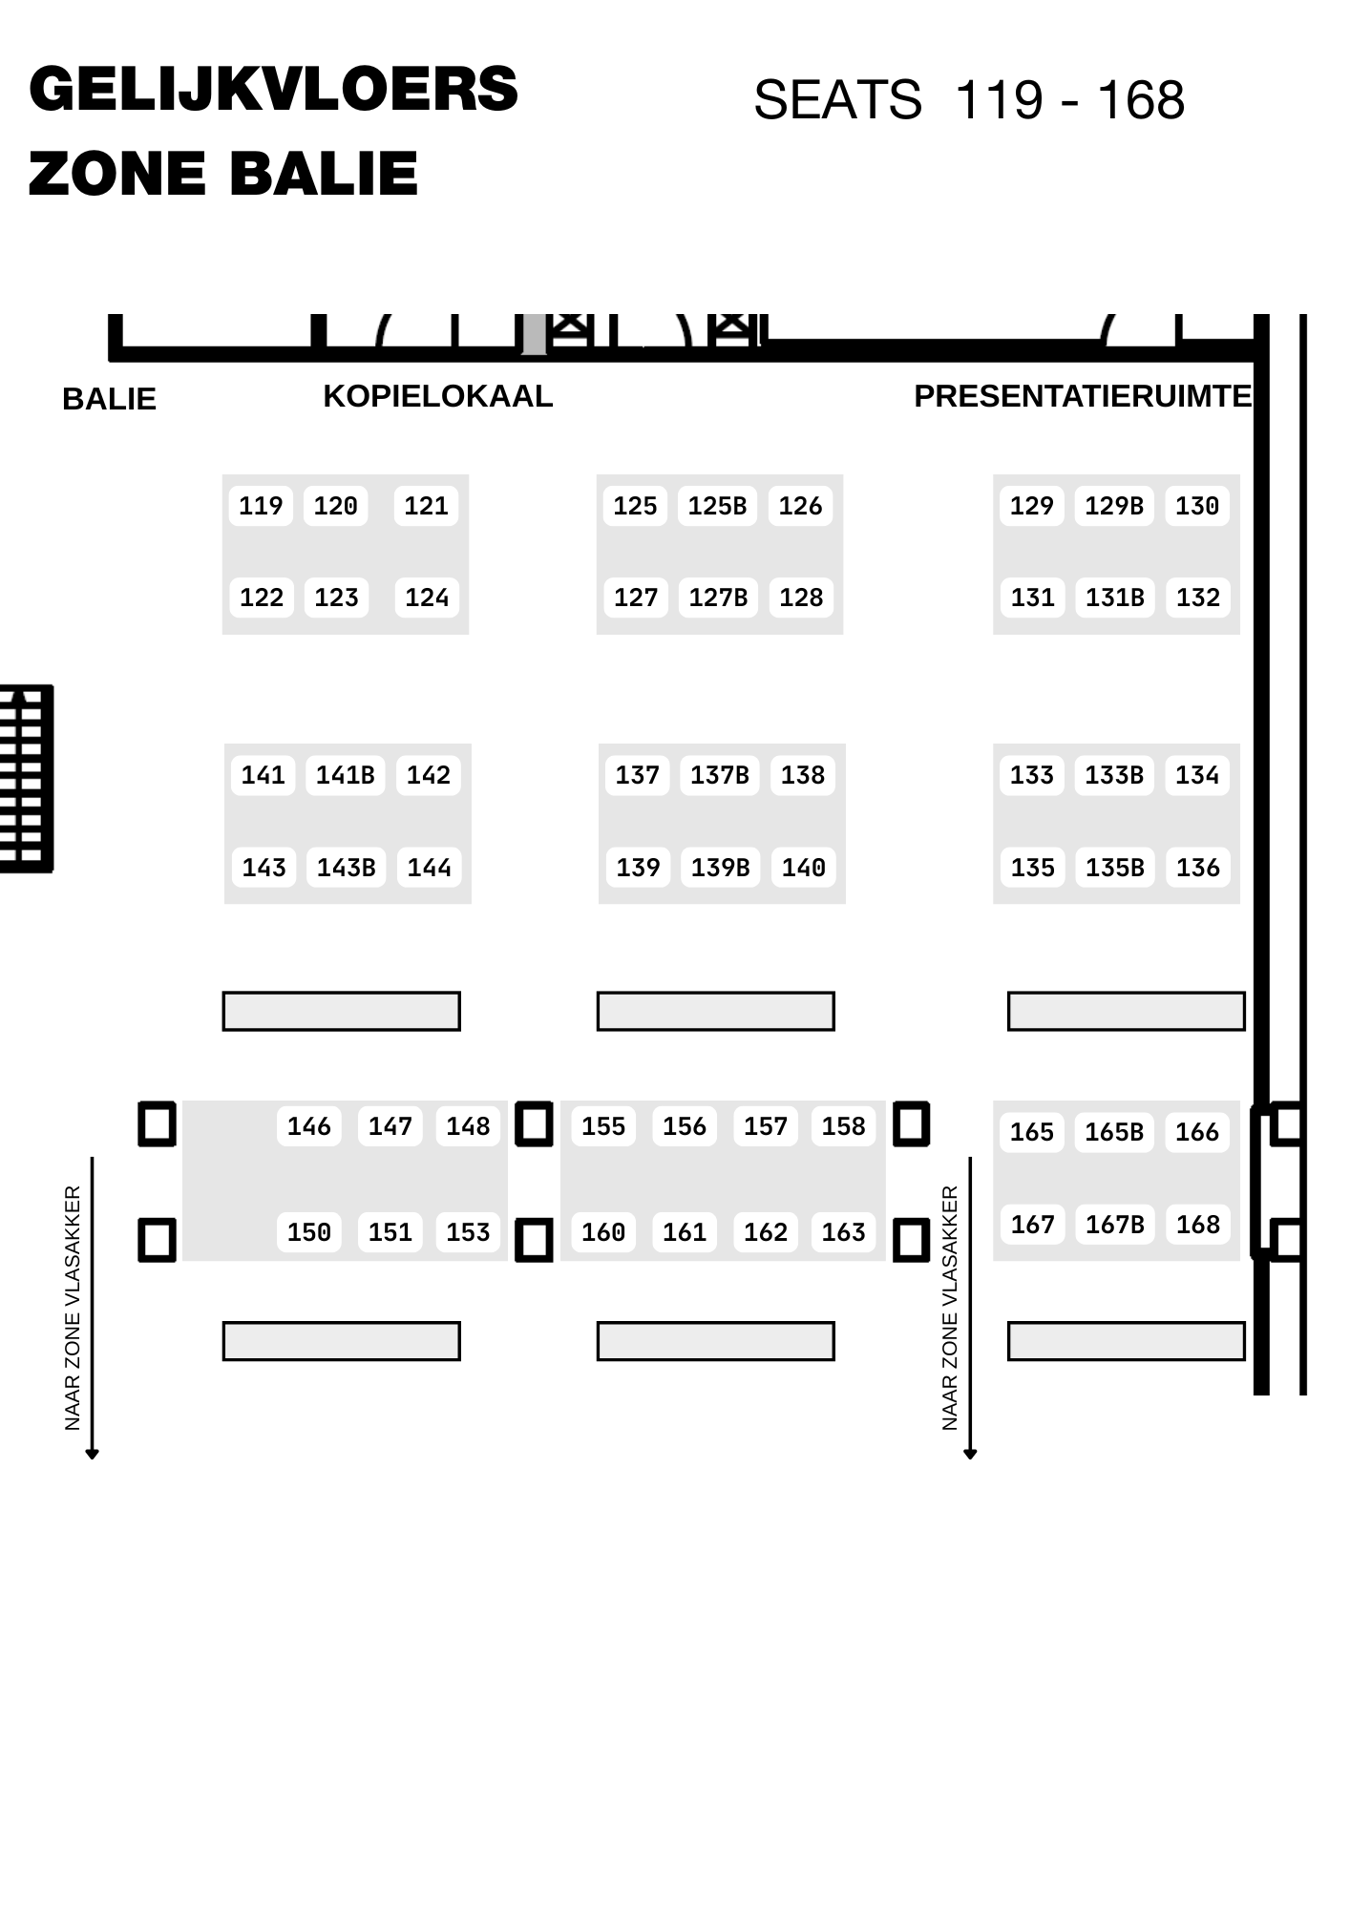 GELIJKVLOERS
ZONE BALIE
SEATS 119 - 168
BALIE
KOPIELOKAAL
PRESENTATIERUIMTE
119 120 121
122 123 124
125 125B 126
127 127B 128
129 129B 130
131 131B 132
141 141B 142
143 143B 144
137 137B 138
139 139B 140
133 133B 134
135 135B 136
146 147 148
150 151 153
155 156 157 158
160 161 162 163
165 165B 166
167 167B 168
NAAR ZONE VLASAKKER
NAAR ZONE VLASAKKER